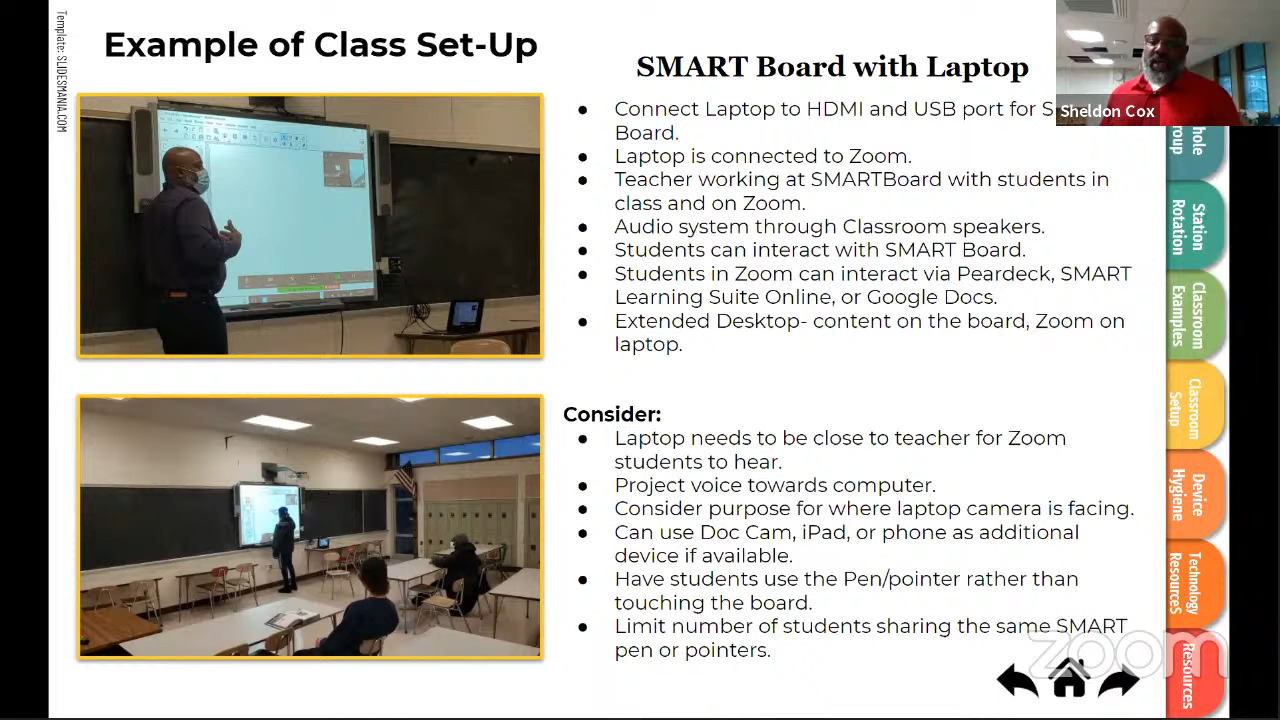 Template: SLIDESMANIA.COM
Example of Class Set-Up
SMART Board with Laptop
● Connect Laptop to HDMI and USB port for
Board.
● Laptop is connected to Zoom.
● Teacher working at SMARTBoard with students in
class and on Zoom.
● Audio system through Classroom speakers.
● Students can interact with SMART Board.
● Students in Zoom can interact via Peardeck, SMART
Learning Suite Online, or Google Docs.
● Extended Desktop- content on the board, Zoom on
laptop.
Consider:
● Laptop needs to be close to teacher for Zoom
students to hear.
● Project voice towards computer.
● Consider purpose for where laptop camera is facing.
● Can use Doc Cam, iPad, or phone as additional
device if available.
● Have students use the Pen/pointer rather than
touching the board.
● Limit number of students sharing the same SMART
pen or pointers.
Sheldon Cox
Station
Rotation
Classroom
Examples
Classroom
Setup
Device
Hygiene
Technology
ResourceS
Resources
zoom